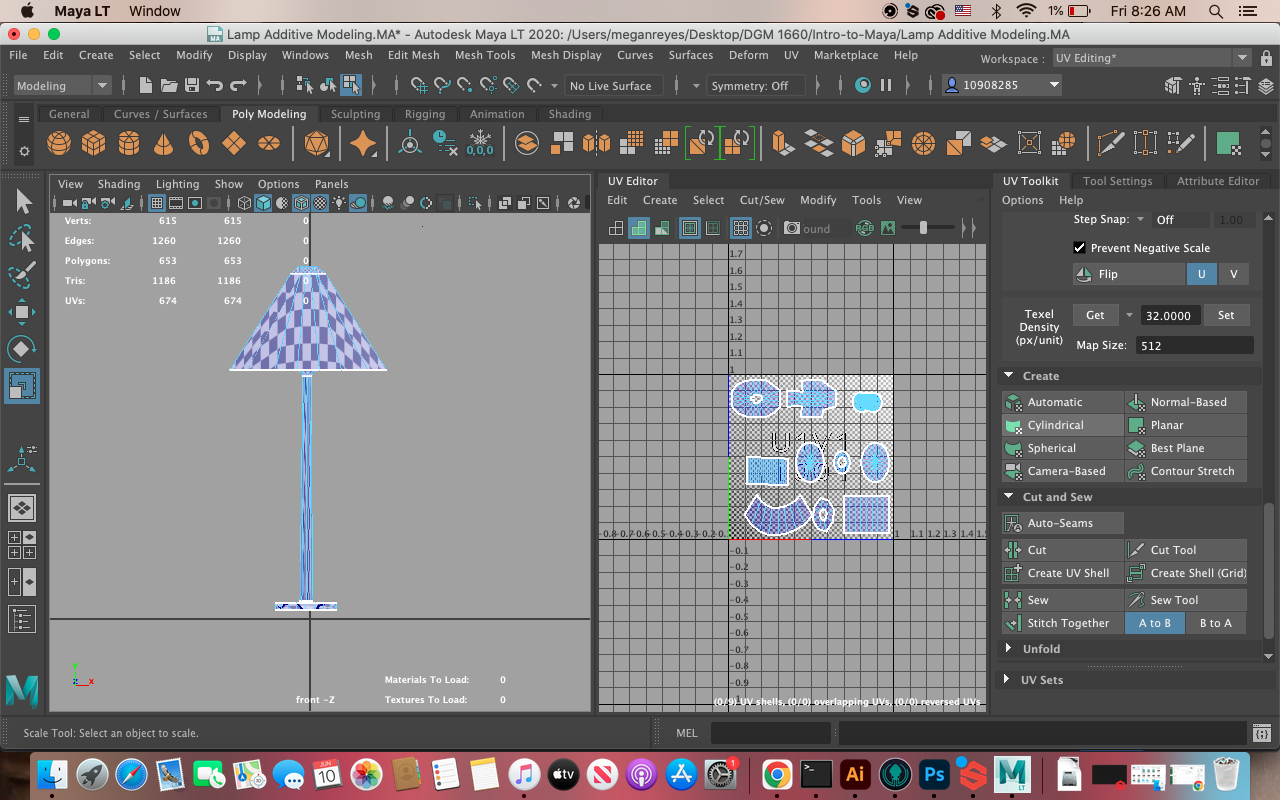 Maya LT Window 1% Fri 8:26 AM
Lamp Additive Modeling.MA* - Autodesk Maya LT 2020: /Users/meganreyes/Desktop/DGM 1660/Intro-to-Maya/Lamp Additive Modeling.MA
File Edit Create Select Modify Display Windows Mesh Edit Mesh Mesh Tools Mesh Display Curves Surfaces Deform UV Marketplace Help Workspace : UV Editing*
Modeling No Live Surface Symmetry: Off 10908285
General Curves / Surfaces Poly Modeling Sculpting Rigging Animation Shading
0,0,0
View Shading Lighting Show Options Panels
Verts: 615 615 0
Edges: 1260 1260 0
Polygons: 653 653 0
Tris: 1186 1186 0
UVs: 674 674 0
Materials To Load: 0
Textures To Load: 0
front -Z
UV Editor
Edit Create Select Cut/Sew Modify Tools View
ound RGB
1.7
1.6
1.5
1.4
1.3
1.2
1.1
1
U1V1
-0.8 -0.7 -0.6 -0.5 -0.4 -0.3 -0.2 -0.1 1 1.1 1.2 1.3 1.4 1.5
-0.1
-0.2
-0.3
-0.4
-0.5
-0.6
-0.7
-0.8
-0.9
(0/9) UV shells, (0/0) overlapping UVs, (0/0) reversed UVs
UV Toolkit Tool Settings Attribute Editor
Options Help
Step Snap: Off 1.00
Prevent Negative Scale
Flip U V
Texel Density (px/unit) Get 32.0000 Set
Map Size: 512
Create
Automatic Normal-Based
Cylindrical Planar
Spherical Best Plane
Camera-Based Contour Stretch
Cut and Sew
Auto-Seams
Cut Cut Tool
Create UV Shell Create Shell (Grid)
Sew Sew Tool
Stitch Together A to B B to A
Unfold
UV Sets
Scale Tool: Select an object to scale. MEL
JUN
10
tv
1
Ai
Ps
M
LT